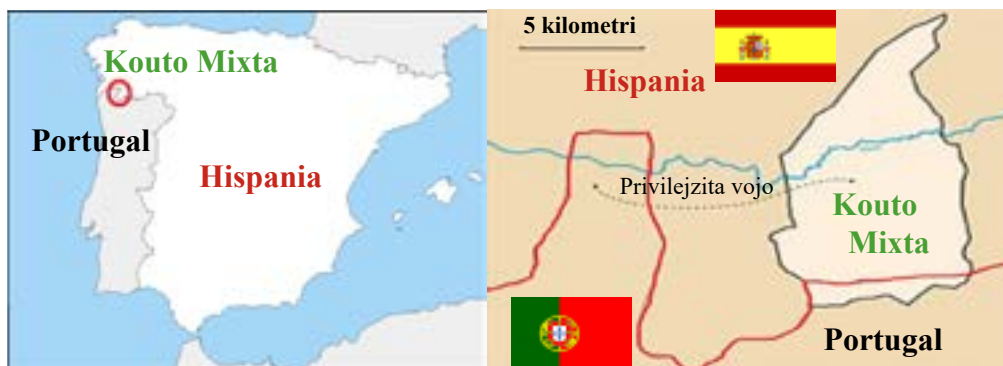 Kouto Mixta
Portugal
Hispania
5 kilometri
Hispania
Privilejzita vojo
Kouto
Mixta
Portugal